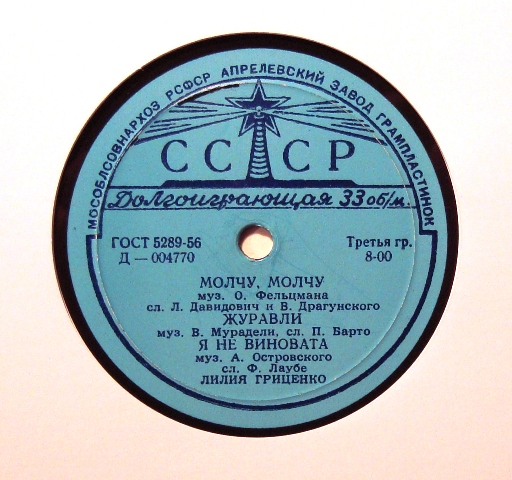 МОСОБЛСОВНАРХОЗ РСФСР АПРЕЛЕВСКИЙ ЗАВОД ГРАМПЛАСТИНОК
СССР
Долгоиграющая 33 об/м.
ГОСТ 5289-56 Третья гр.
Д — 004770 8-00
МОЛЧУ, МОЛЧУ
муз. О. Фельцмана
сл. Л. Давидович и В. Драгунского
ЖУРАВЛИ
муз. В. Мурадели, сл. П. Барто
Я НЕ ВИНОВАТА
муз. А. Островского
сл. Ф. Лаубе
ЛИЛИЯ ГРИЦЕНКО